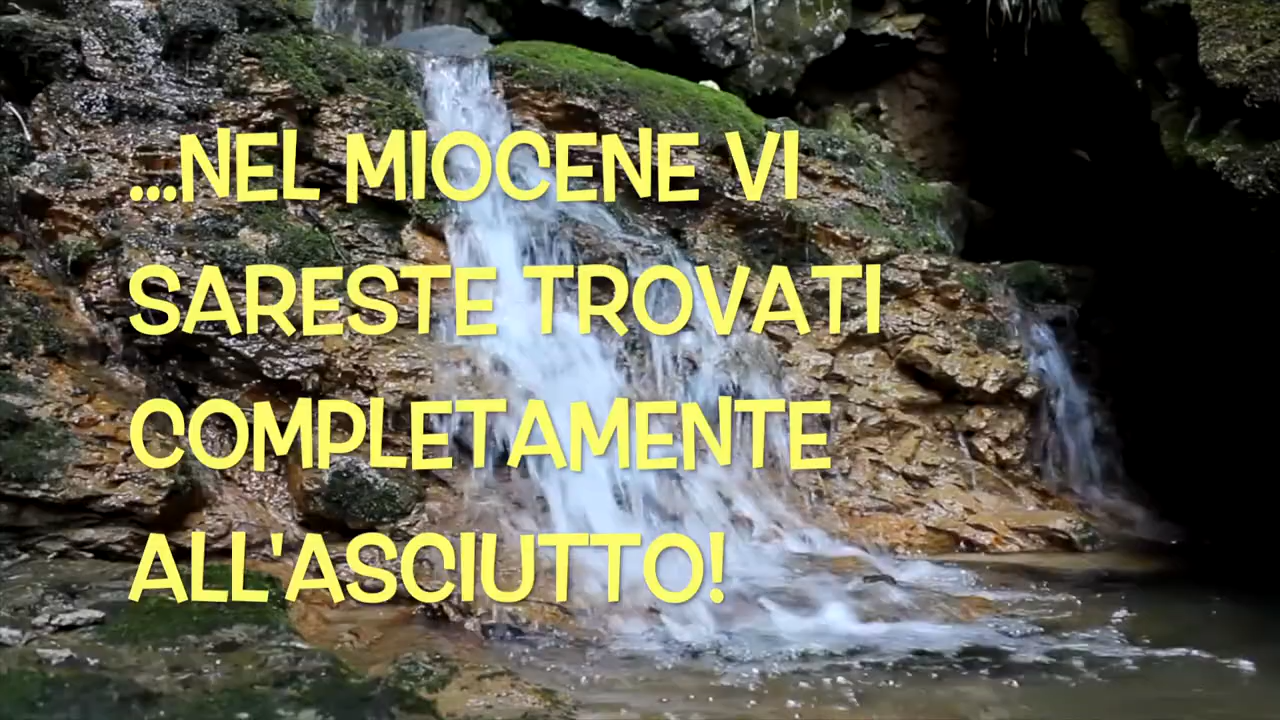 ...NEL MIOCENE VI
SARESTE TROVATI
COMPLETAMENTE
ALL'ASCIUTTO!